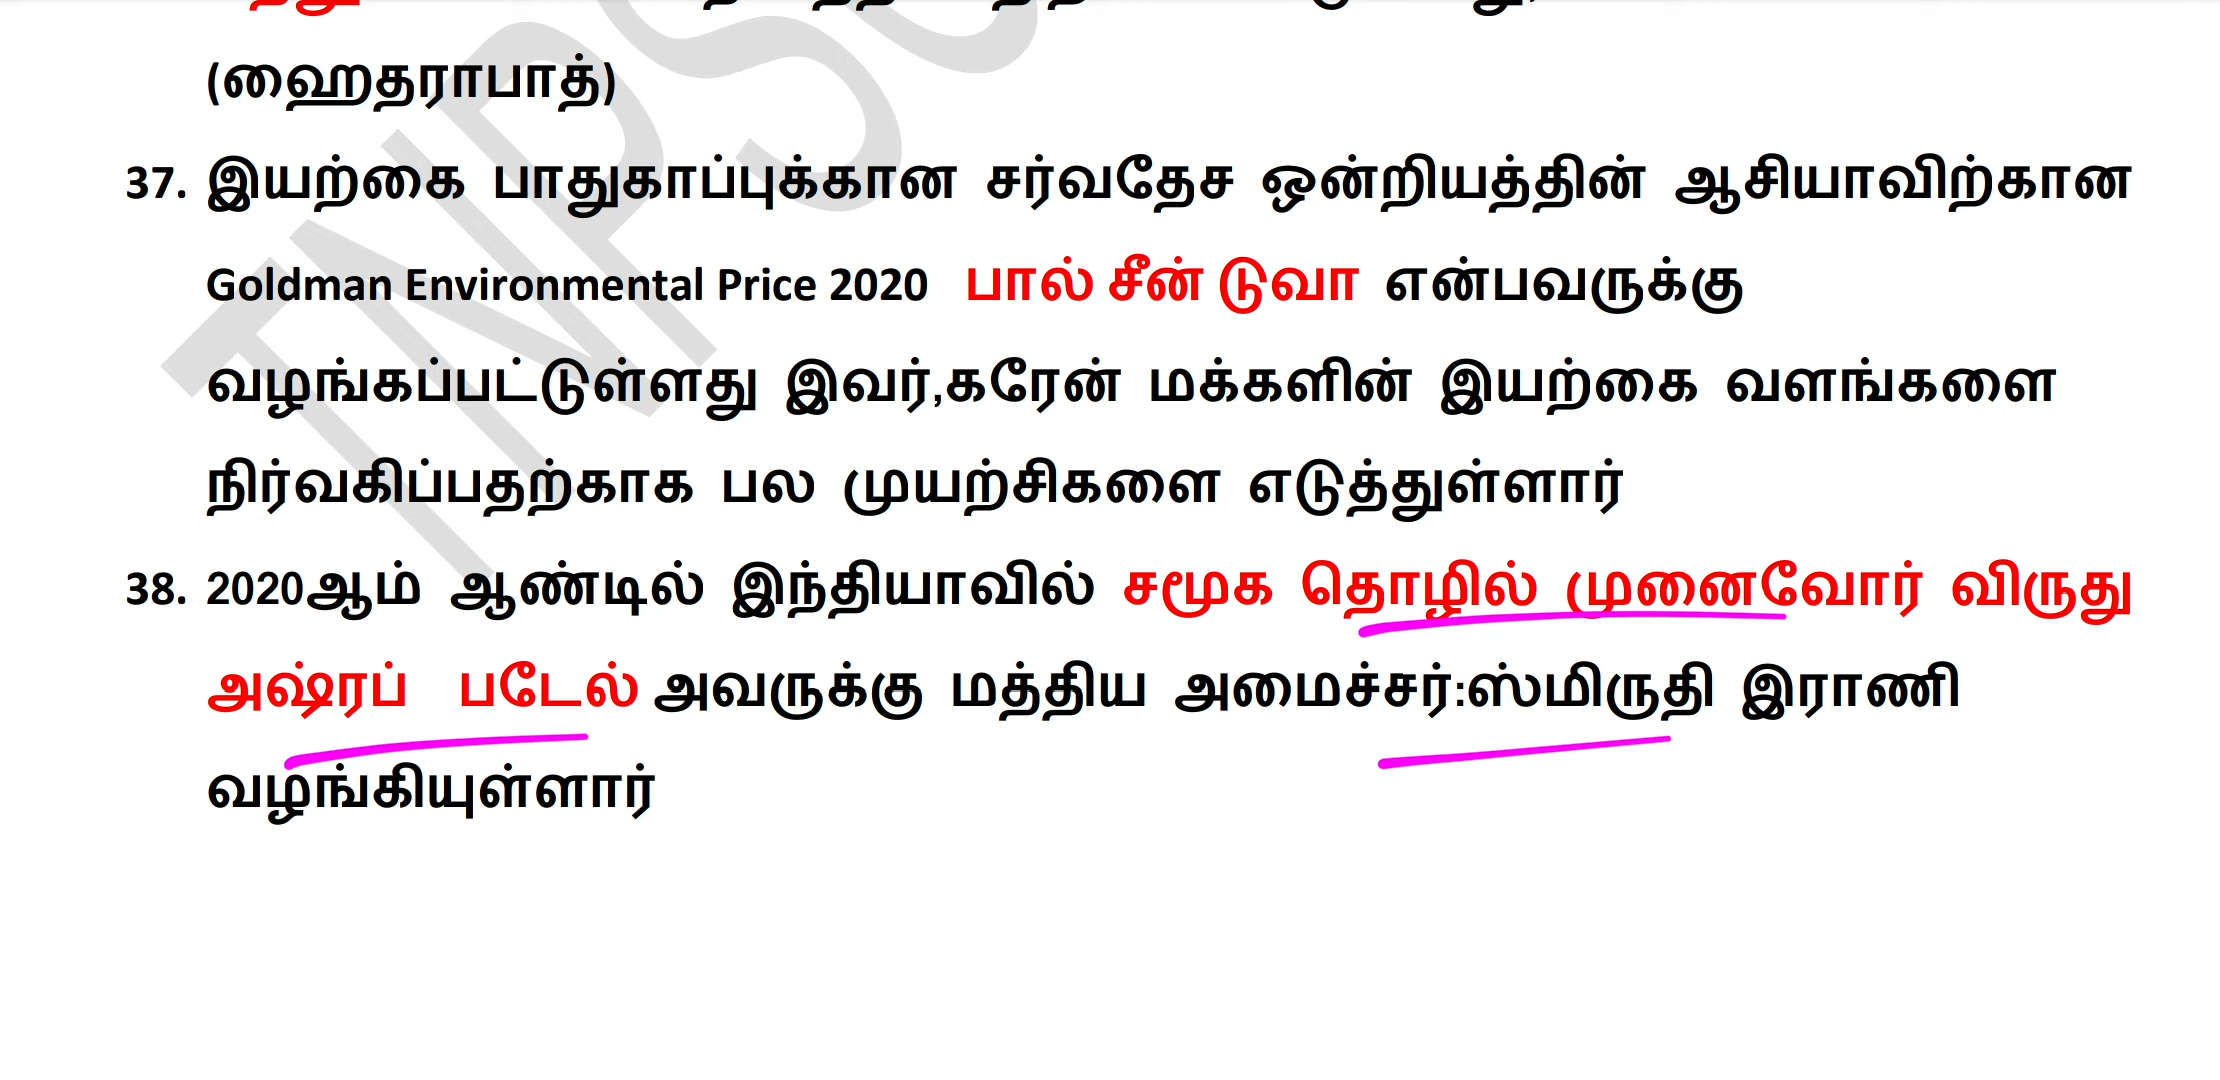 (ஹைதராபாத்)
37. இயற்கை பாதுகாப்புக்கான சர்வதேச ஒன்றியத்தின் ஆசியாவிற்கான
Goldman Environmental Price 2020 பால் சீன் டுவா என்பவருக்கு
வழங்கப்பட்டுள்ளது இவர்,கரேன் மக்களின் இயற்கை வளங்களை
நிர்வகிப்பதற்காக பல முயற்சிகளை எடுத்துள்ளார்
38. 2020ஆம் ஆண்டில் இந்தியாவில் சமூக தொழில் முனைவோர் விருது
அஷ்ரப் படேல் அவருக்கு மத்திய அமைச்சர்:ஸ்மிருதி இராணி
வழங்கியுள்ளார்
TNPSC